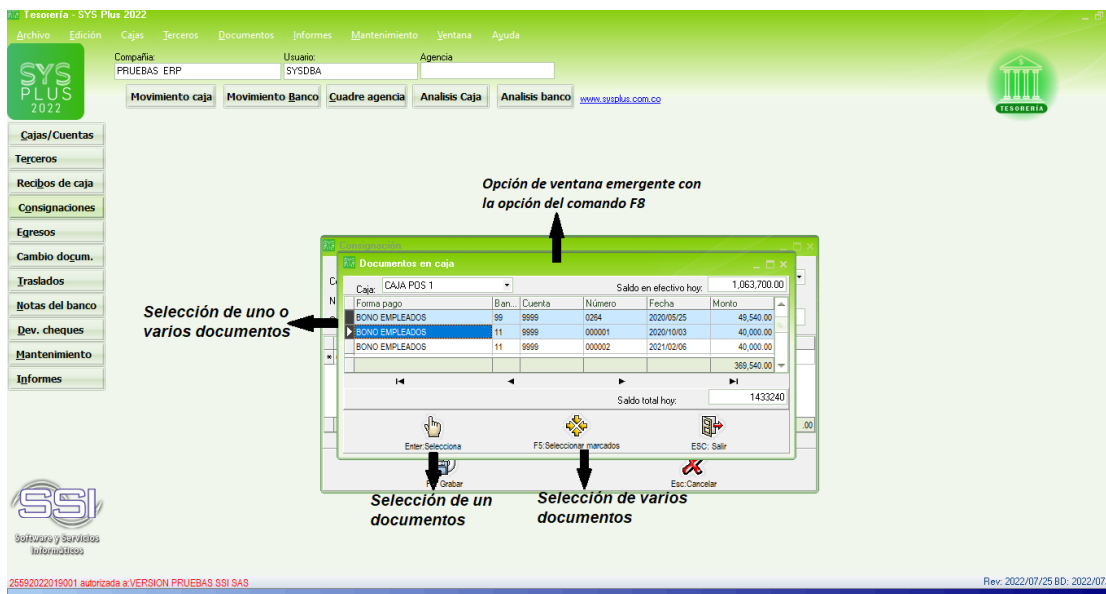 Tesorería - SYS Plus 2022
Archivo Edición Cajas Terceros Documentos Informes Mantenimiento Ventana Ayuda
SYS
PLUS
2022
Compañia: Usuario: Agencia
PRUEBAS ERP SYSDBA
Movimiento caja Movimiento Banco Cuadre agencia Analisis Caja Analisis banco www.sysplus.com.co
TESORERÍA
Cajas/Cuentas
Terceros
Recibos de caja
Consignaciones
Egresos
Cambio docum.
Traslados
Notas del banco
Dev. cheques
Mantenimiento
Informes
Opción de ventana emergente con
la opción del comando F8
Selección de uno o
varios documentos
Consignación
Documentos en caja
Caja: CAJA POS 1 Saldo en efectivo hoy: 1,063,700.00
Forma pago Ban... Cuenta Número Fecha Monto
BONO EMPLEADOS 99 9999 0264 2020/05/25 49,540.00
BONO EMPLEADOS 11 9999 000001 2020/10/03 40,000.00
BONO EMPLEADOS 11 9999 000002 2021/02/06 40,000.00
369,540.00
Saldo total hoy: 1433240
.00
Enter:Selecciona F5:Seleccionar marcados ESC: Salir
Grabar Esc:Cancelar
Selección de un
documentos
Selección de varios
documentos
SSI
Software y Servicios
Informáticos
25592022019001 autorizada a:VERSION PRUEBAS SSI SAS
Rev: 2022/07/25 BD: 2022/07